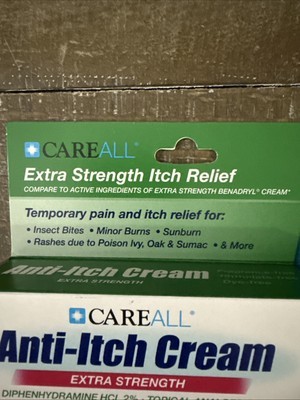 CAREALL®
Extra Strength Itch Relief
COMPARE TO ACTIVE INGREDIENTS OF EXTRA STRENGTH BENADRYL® CREAM*
Temporary pain and itch relief for:
• Insect Bites • Minor Burns • Sunburn
• Rashes due to Poison Ivy, Oak & Sumac • & More
Anti-Itch Cream
EXTRA STRENGTH
CAREALL®
Anti-Itch Cream
EXTRA STRENGTH
DIPHENHYDRAMINE HCL 2% - TOPICAL